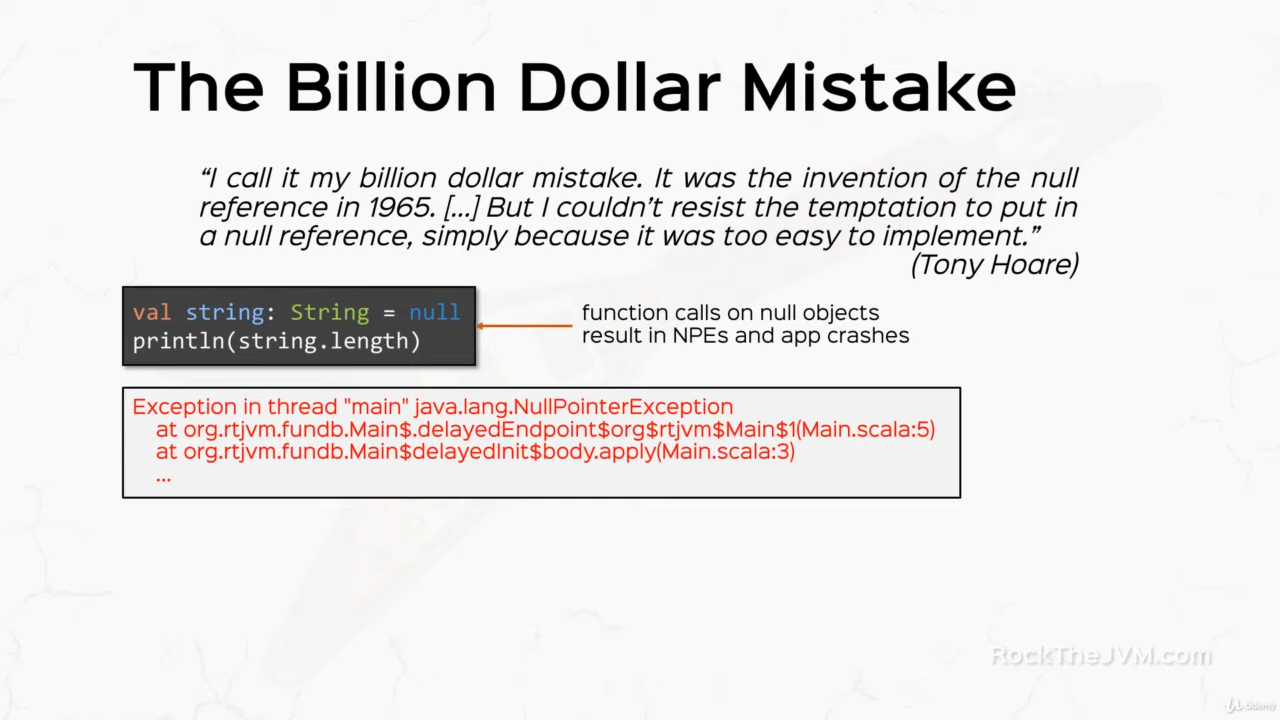 The Billion Dollar Mistake
“I call it my billion dollar mistake. It was the invention of the null
reference in 1965. [...] But I couldn’t resist the temptation to put in
a null reference, simply because it was too easy to implement.”
(Tony Hoare)
val string: String = null
println(string.length)
function calls on null objects
result in NPEs and app crashes
Exception in thread "main" java.lang.NullPointerException
at org.rtjvm.fundb.Main$.delayedEndpoint$org$rtjvm$Main$1(Main.scala:5)
at org.rtjvm.fundb.Main$delayedInit$body.apply(Main.scala:3)
...
RockTheJVM.com
Udemy